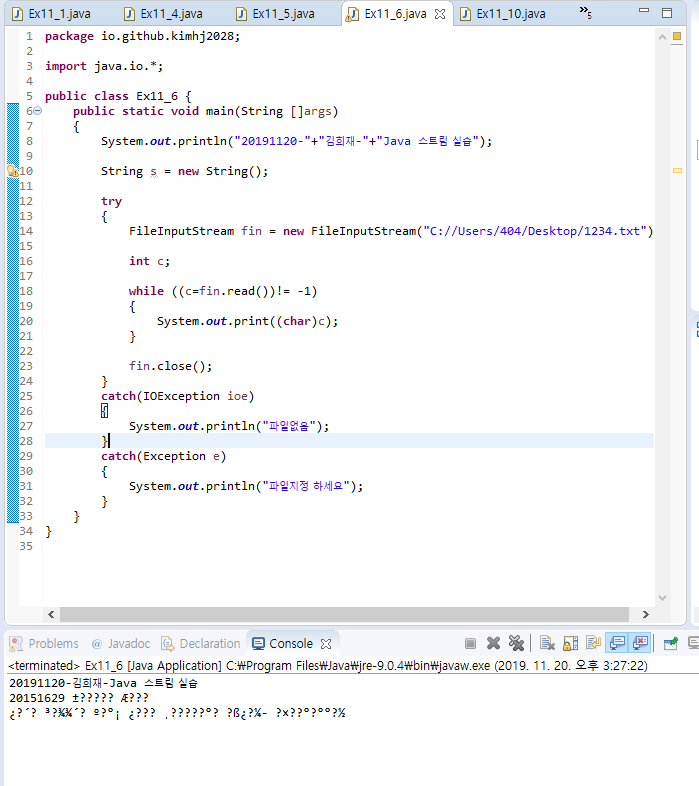 Ex11_1.java Ex11_4.java Ex11_5.java Ex11_6.java Ex11_10.java »5
1 package io.github.kimhj2028;
2
3 import java.io.*;
4
5 public class Ex11_6 {
6 public static void main(String []args)
7 {
8 System.out.println("20191120-"+"김희재-"+"Java 스트림 실습");
9
10 String s = new String();
11
12 try
13 {
14 FileInputStream fin = new FileInputStream("C://Users/404/Desktop/1234.txt")
15
16 int c;
17
18 while ((c=fin.read())!= -1)
19 {
20 System.out.print((char)c);
21 }
22
23 fin.close();
24 }
25 catch(IOException ioe)
26 {
27 System.out.println("파일없음");
28 }
29 catch(Exception e)
30 {
31 System.out.println("파일지정 하세요");
32 }
33 }
34 }
35
Problems @ Javadoc Declaration Console
<terminated> Ex11_6 [Java Application] C:₩Program Files₩Java₩jre-9.0.4₩bin₩javaw.exe (2019. 11. 20. 오후 3:27:22)
20191120-김희재-Java 스트림 실습
20151629 ±????? Æ???
¿?´? ³?¾¾´? º?°¡ ¿??? ¸?????°? ?ß¿?¼- ?×??°?°°?½